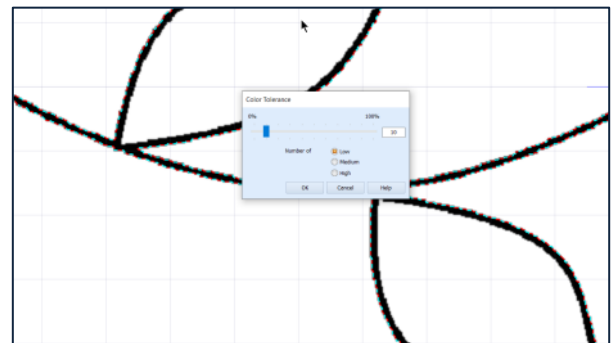 Color Tolerance
0% 100%
10
Number of Low
Medium
High
OK Cancel Help